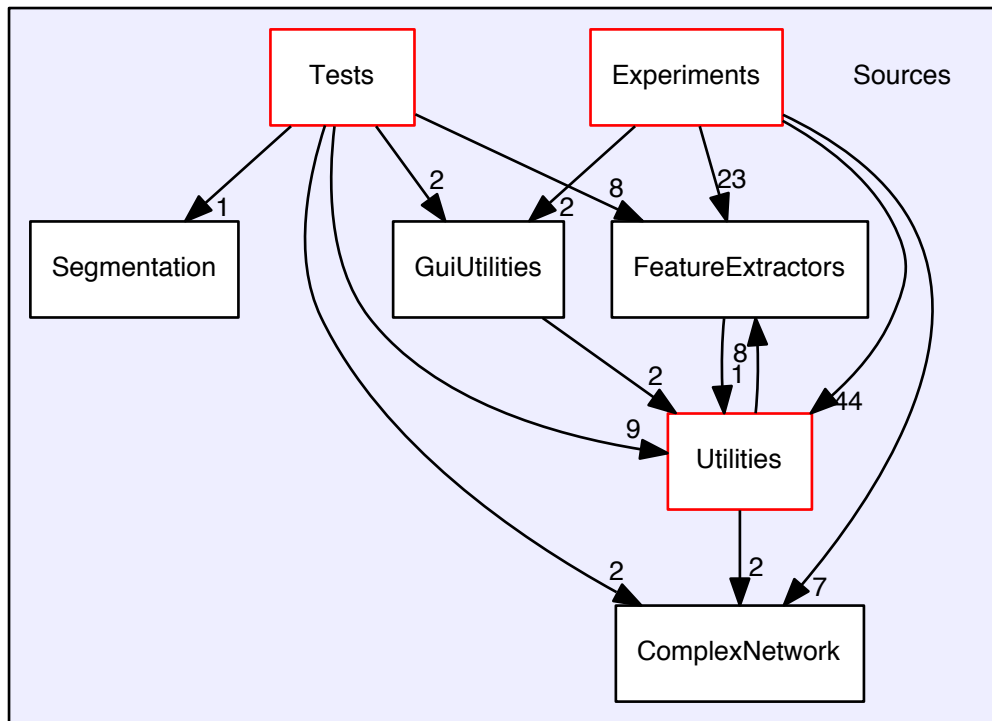 Tests
Experiments
Sources
2
23
8
1
2
Segmentation
GuiUtilities
FeatureExtractors
8
2
1
44
9
Utilities
2
2
7
ComplexNetwork